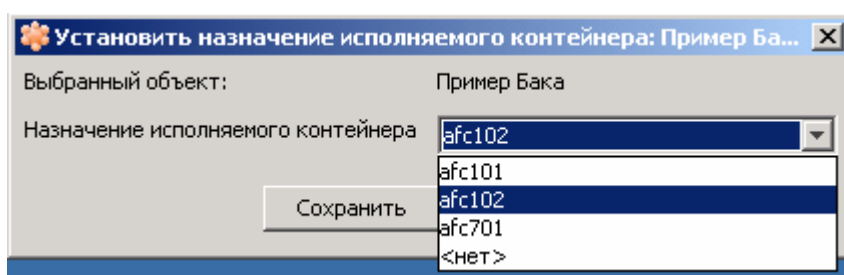 Установить назначение исполняемого контейнера: Пример Ба...
Выбранный объект: Пример Бака
Назначение исполняемого контейнера afc102
afc101
Сохранить afc102
afc701
<нет>